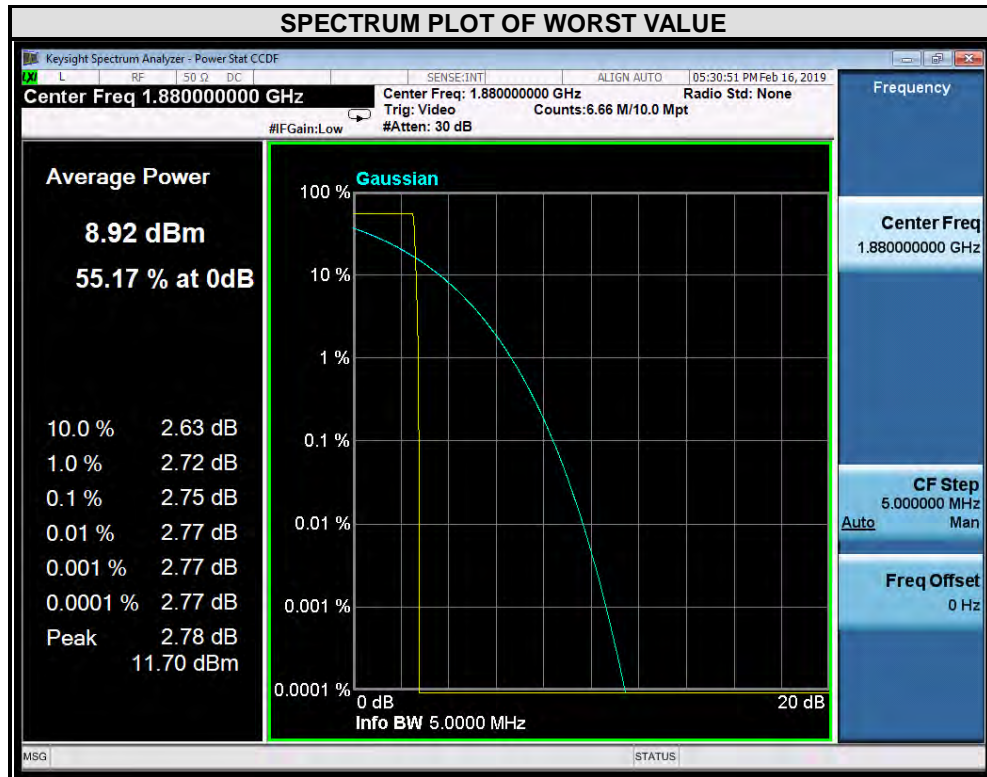 SPECTRUM PLOT OF WORST VALUE
Keysight Spectrum Analyzer - Power Stat CCDF
LXI L RF 50 Ω DC SENSE:INT ALIGN AUTO 05:30:51 PM Feb 16, 2019
Center Freq 1.880000000 GHz
Center Freq: 1.880000000 GHz Radio Std: None
Trig: Video Counts:6.66 M/10.0 Mpt
#IFGain:Low #Atten: 30 dB
Frequency
Average Power
8.92 dBm
55.17 % at 0dB
10.0 % 2.63 dB
1.0 % 2.72 dB
0.1 % 2.75 dB
0.01 % 2.77 dB
0.001 % 2.77 dB
0.0001 % 2.77 dB
Peak 2.78 dB
11.70 dBm
Gaussian
100 %
10 %
1 %
0.1 %
0.01 %
0.001 %
0.0001 %
0 dB 20 dB
Info BW 5.0000 MHz
Center Freq
1.880000000 GHz
CF Step
5.000000 MHz
Auto Man
Freq Offset
0 Hz
MSG STATUS